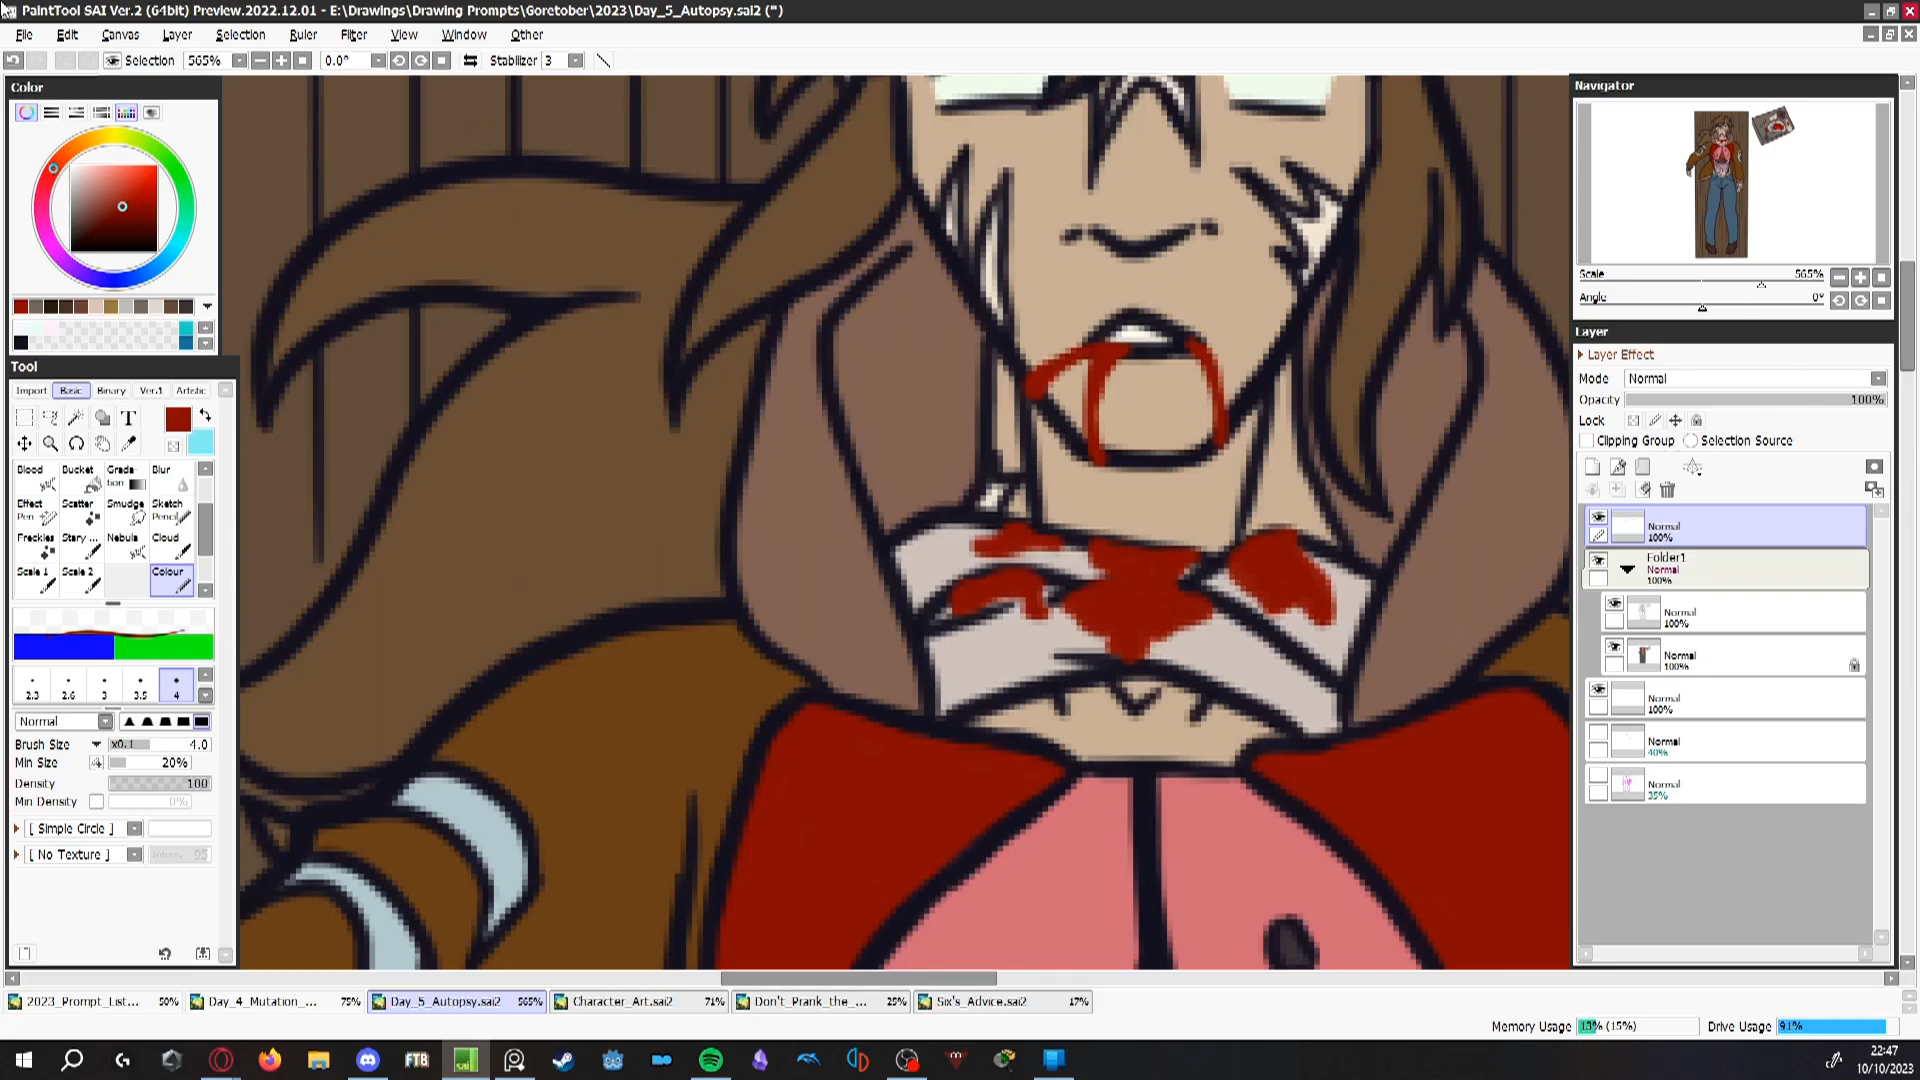 PaintTool SAI Ver.2 (64bit) Preview.2022.12.01 - E:\Drawings\Drawing Prompts\Goretober\2023\Day_5_Autopsy.sai2 (*)
File Edit Canvas Layer Selection Ruler Filter View Window Other
Selection 565% 0.0° Stabilizer 3
Color
Navigator
Scale 565%
Angle 0°
Layer
Layer Effect
Mode Normal
Opacity 100%
Lock
Clipping Group Selection Source
Normal
100%
Folder1
Normal
100%
Normal
100%
Normal
100%
Normal
100%
Normal
40%
Normal
35%
Tool
Import Basic Binary Ver.1 Artistic
T
Blood Bucket Grada- Blur
tion
Effect Scatter Smudge Sketch
Pen Pencil
Freckles Stary ... Nebula Cloud
Scale 1 Scale 2 Colour
2.3 2.6 3 3.5 4
Normal
Brush Size x0.1 4.0
Min Size 20%
Density 100
Min Density 0%
[ Simple Circle ]
[ No Texture ] 95
2023_Prompt_List... 50% Day_4_Mutation_... 75% Day_5_Autopsy.sai2 565% Character_Art.sai2 71% Don't_Prank_the_... 25% Six's_Advice.sai2 17%
Memory Usage 13% (15%) Drive Usage 91%
FTB sai
22:47
10/10/2023